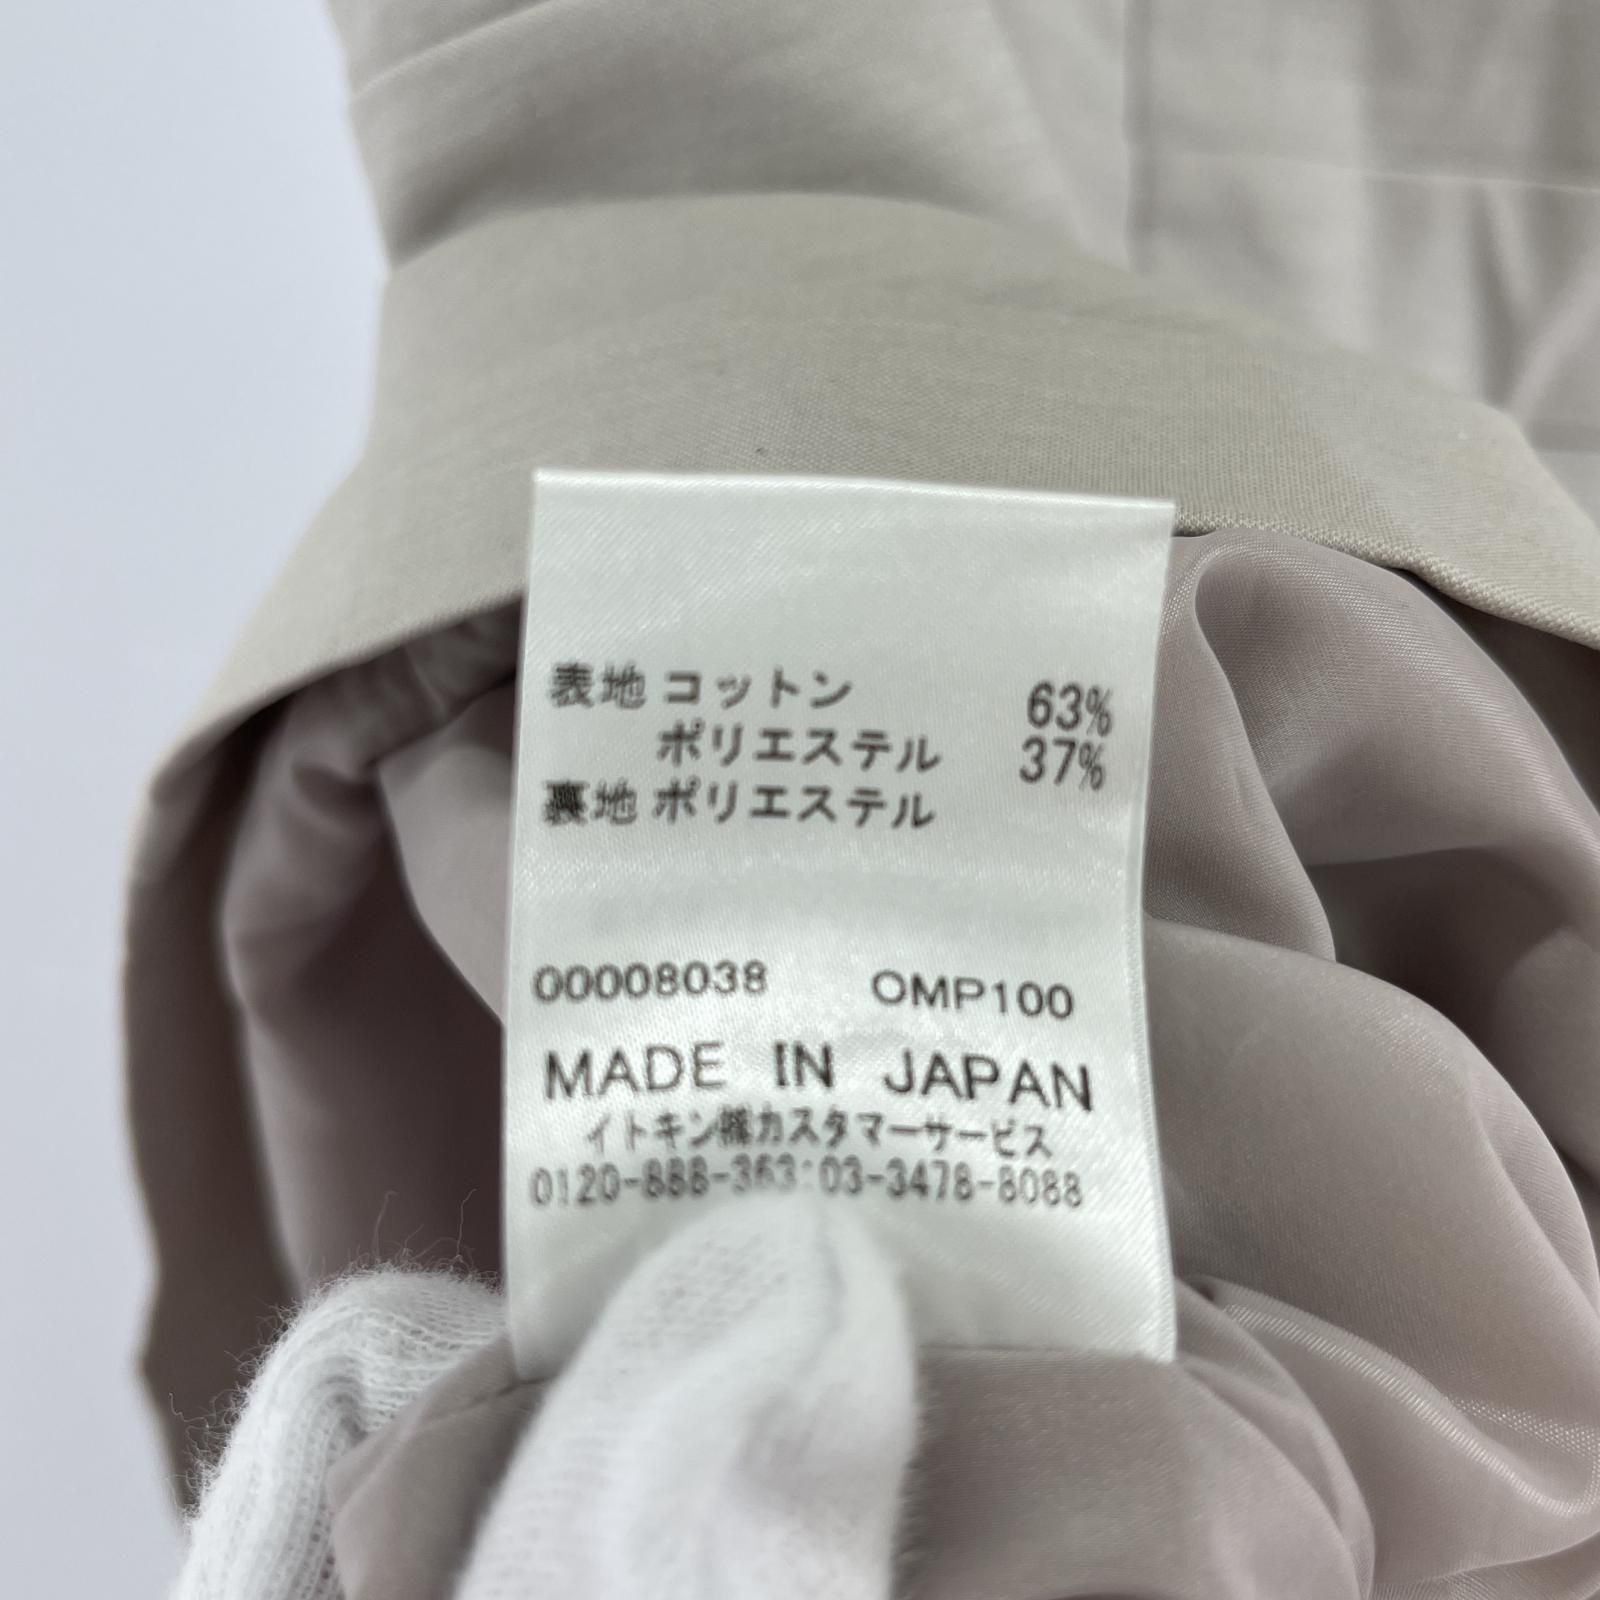 表地 コットン 63%
ポリエステル 37%
裏地 ポリエステル
00008038 OMP100
MADE IN JAPAN
イトキン㈱カスタマーサービス
0120-888-363:03-3478-8088